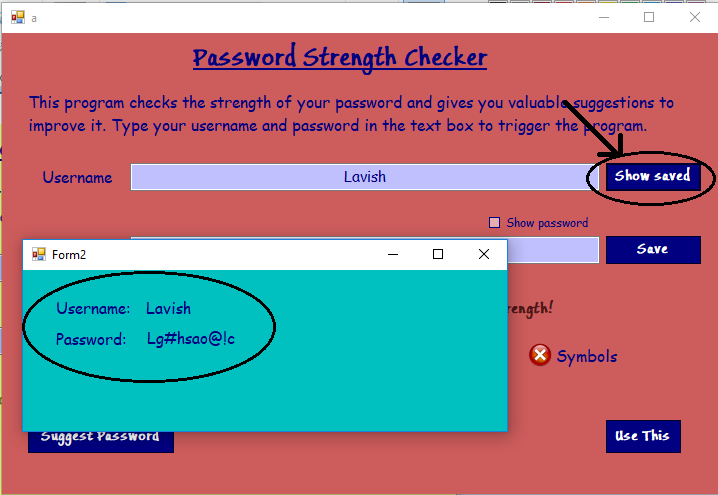 a
Password Strength Checker
This program checks the strength of your password and gives you valuable suggestions to
improve it. Type your username and password in the text box to trigger the program.
Username Lavish Show saved
Show password
Save
Form2
Username: Lavish
Password: Lg#hsao@!c
Symbols
Suggest Password Use This